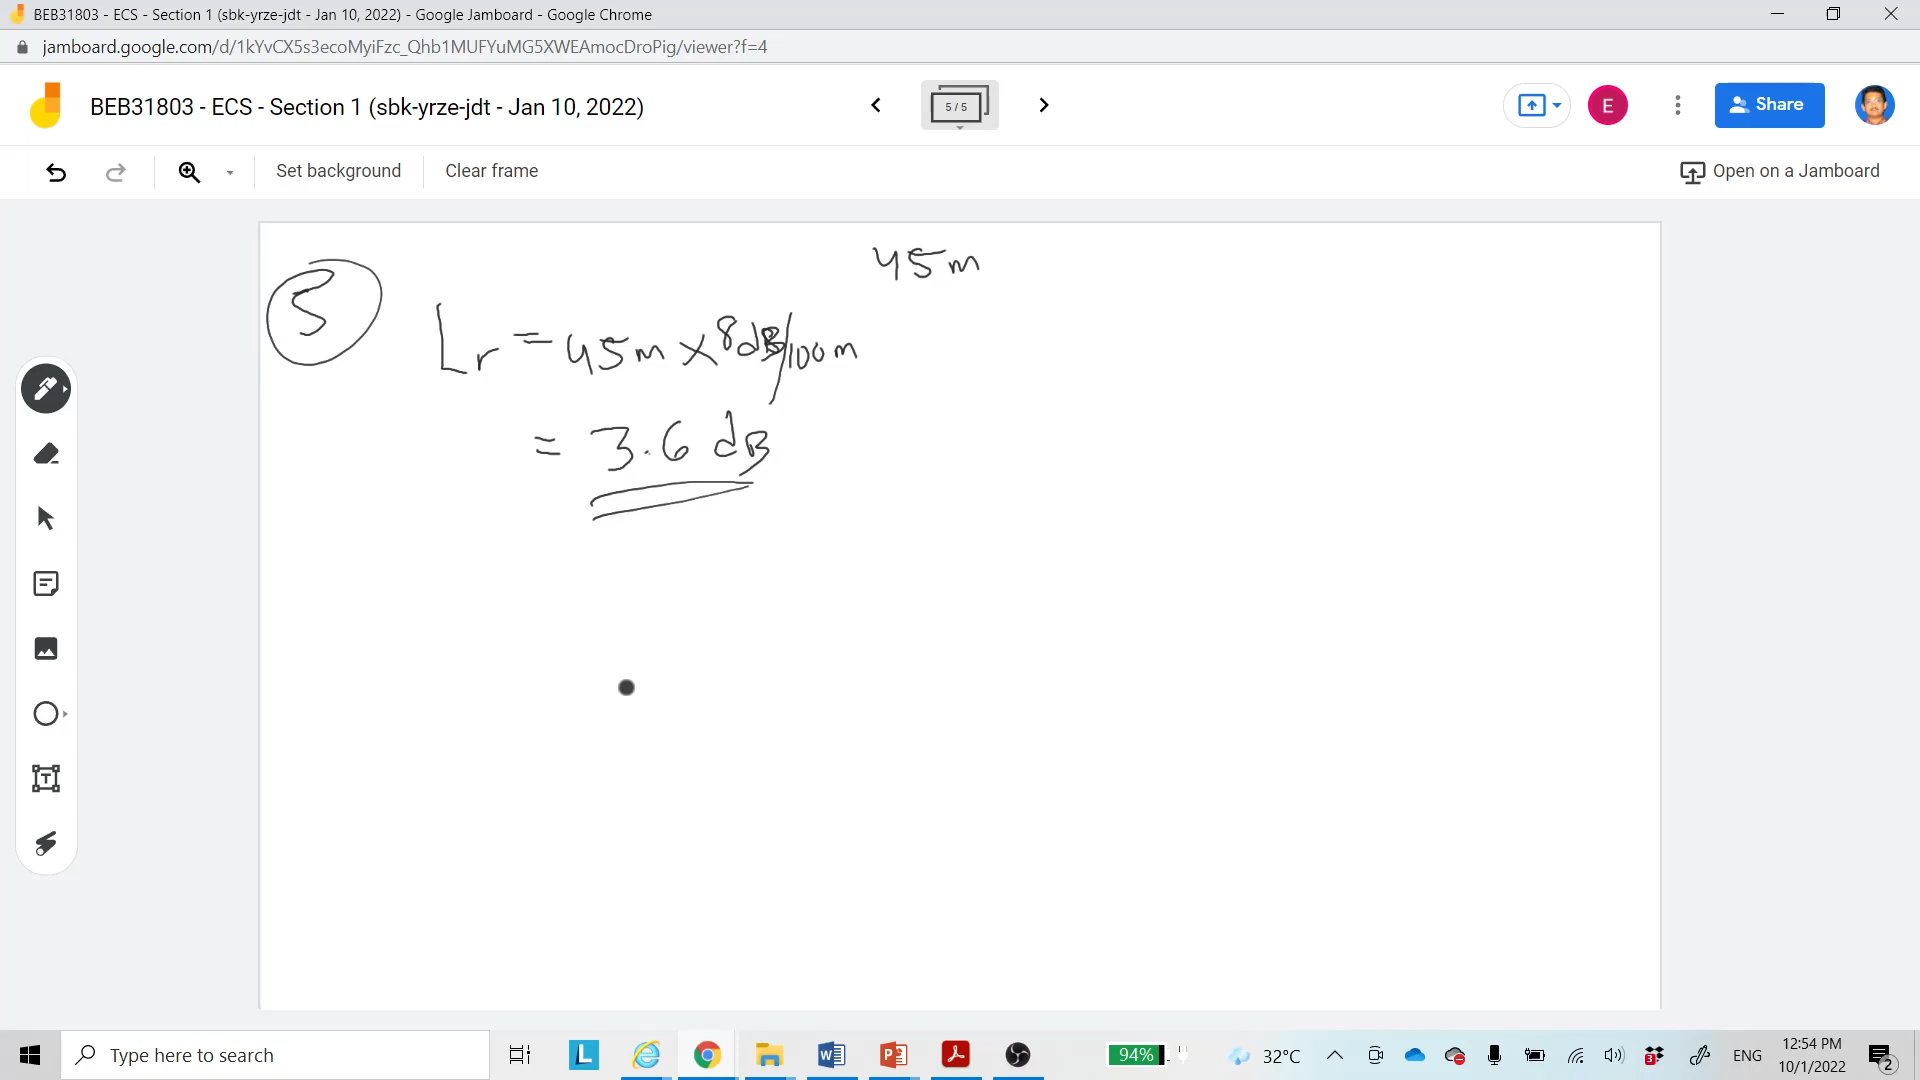 BEB31803 - ECS - Section 1 (sbk-yrze-jdt - Jan 10, 2022) - Google Jamboard - Google Chrome
jamboard.google.com/d/1kYvCX5s3ecoMyiFzc_Qhb1MUFYuMG5XWEAmocDroPig/viewer?f=4
BEB31803 - ECS - Section 1 (sbk-yrze-jdt - Jan 10, 2022)
5 / 5
E
Share
Set background
Clear frame
Open on a Jamboard
45m
5
Lr = 45m x 8dB/100m
= 3.6 dB
Type here to search
L
94%
32°C
3
ENG
12:54 PM
10/1/2022
2